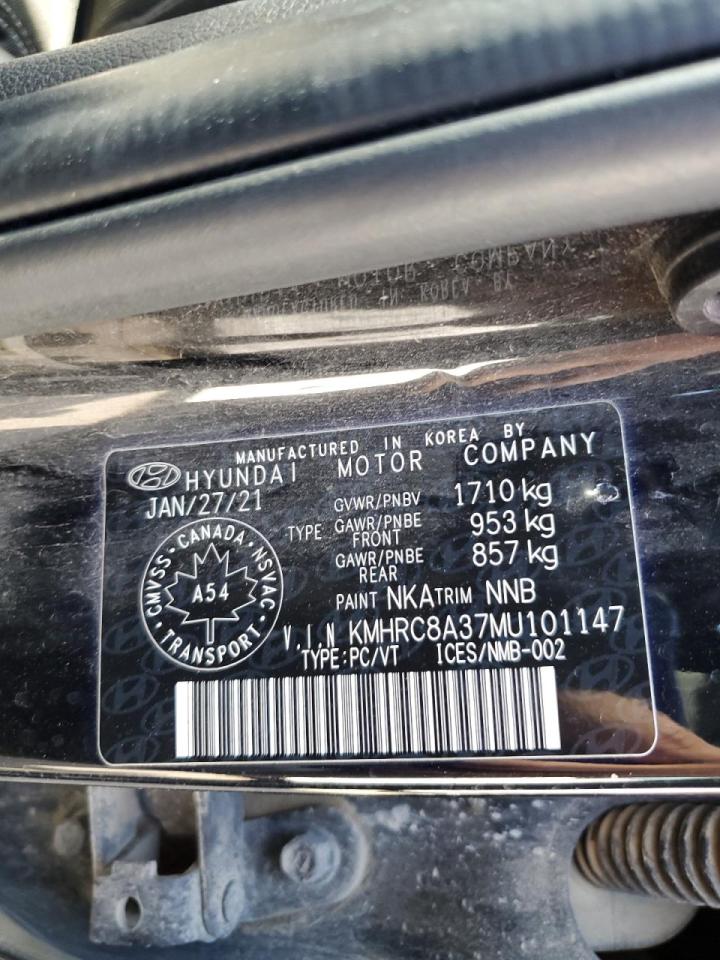 MANUFACTURED IN KOREA BY
HYUNDAI MOTOR COMPANY
JAN/27/21
GVWR/PNBV 1710 kg
TYPE GAWR/PNBE FRONT 953 kg
GAWR/PNBE REAR 857 kg
PAINT NKA TRIM NNB
CMVSS · CANADA · NSVAC · TRANSPORT
A54
V.I.N KMHRC8A37MU101147
TYPE:PC/VT ICES/NMB-002